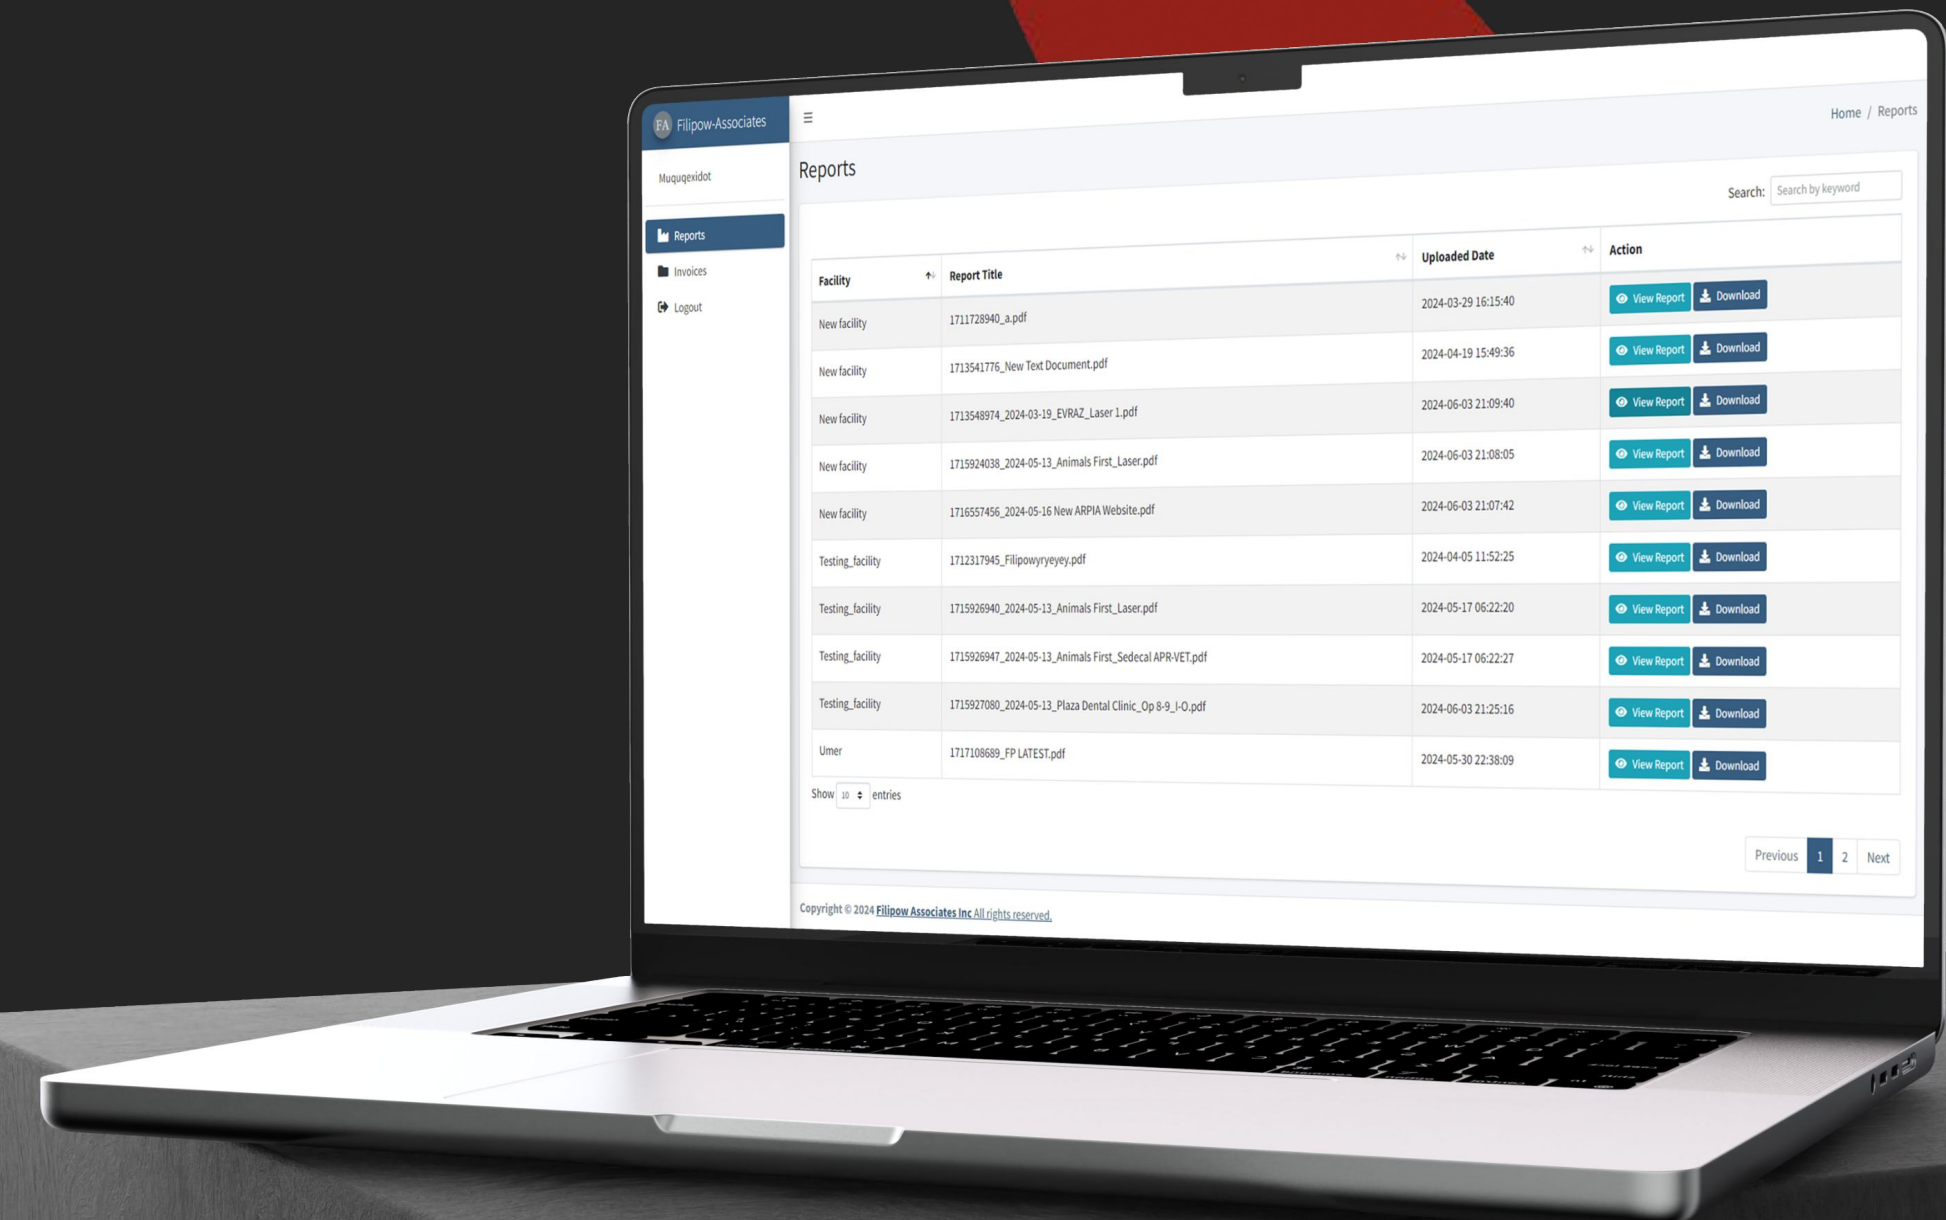 FA Filipow-Associates
Home / Reports
Muquqexidot
Reports
Invoices
Logout
Reports
Search: Search by keyword
Facility Report Title Uploaded Date Action
New facility 1711728940_a.pdf 2024-03-29 16:15:40 View Report Download
New facility 1713541776_New Text Document.pdf 2024-04-19 15:49:36 View Report Download
New facility 1713548974_2024-03-19_EVRAZ_Laser 1.pdf 2024-06-03 21:09:40 View Report Download
New facility 1715924038_2024-05-13_Animals First_Laser.pdf 2024-06-03 21:08:05 View Report Download
New facility 1716557456_2024-05-16 New ARPIA Website.pdf 2024-06-03 21:07:42 View Report Download
Testing_facility 1712317945_Filipowyryeyey.pdf 2024-04-05 11:52:25 View Report Download
Testing_facility 1715926940_2024-05-13_Animals First_Laser.pdf 2024-05-17 06:22:20 View Report Download
Testing_facility 1715926947_2024-05-13_Animals First_Sedecal APR-VET.pdf 2024-05-17 06:22:27 View Report Download
Testing_facility 1715927080_2024-05-13_Plaza Dental Clinic_Op 8-9_I-O.pdf 2024-06-03 21:25:16 View Report Download
Umer 1717108689_FP LATEST.pdf 2024-05-30 22:38:09 View Report Download
Show 10 entries
Previous 1 2 Next
Copyright © 2024 Filipow Associates Inc All rights reserved.